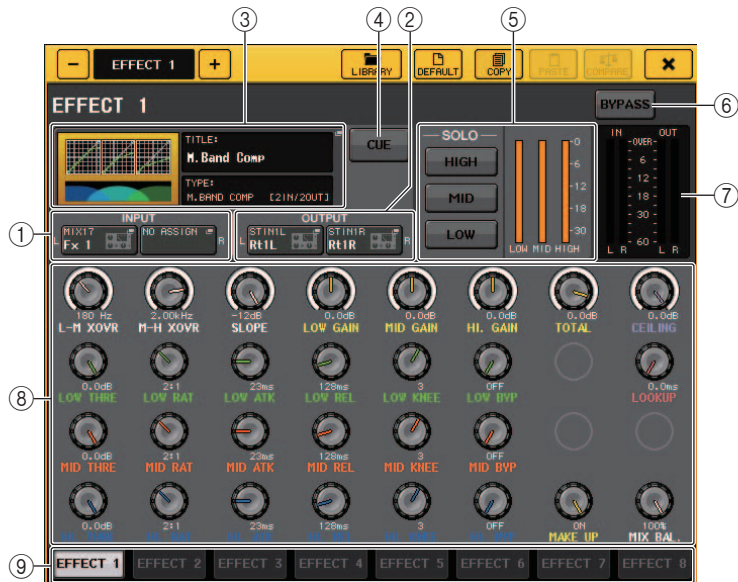 ③ ④ ② ⑤
EFFECT 1
LIBRARY DEFAULT COPY PASTE COMPARE
EFFECT 1
BYPASS ⑥
TITLE:
M.Band Comp
TYPE:
M.BAND COMP [2IN/2OUT]
CUE
SOLO
HIGH
MID
LOW
0
-6
-12
-18
-30
LOW MID HIGH
IN OUT
-OVER-
6
12
18
30
60
L R L R
⑦
① INPUT
L MIX17 Fx 1 NO ASSIGN R
OUTPUT
L STIN1L Rt1L STIN1R Rt1R R
180 Hz 2.00kHz -12dB 0.0dB 0.0dB 0.0dB 0.0dB 0.0dB
L-M XOVR M-H XOVR SLOPE LOW GAIN MID GAIN HI. GAIN TOTAL CEILING
⑧
0.0dB 2:1 23ms 128ms 3 OFF 0.0ms
LOW THRE LOW RAT LOW ATK LOW REL LOW KNEE LOW BYP LOOKUP
0.0dB 2:1 23ms 128ms 3 OFF
MID THRE MID RAT MID ATK MID REL MID KNEE MID BYP
0.0dB 2:1 23ms 128ms 3 OFF ON 100%
MAKE UP MIX BAL.
⑨ EFFECT 1 EFFECT 2 EFFECT 3 EFFECT 4 EFFECT 5 EFFECT 6 EFFECT 7 EFFECT 8